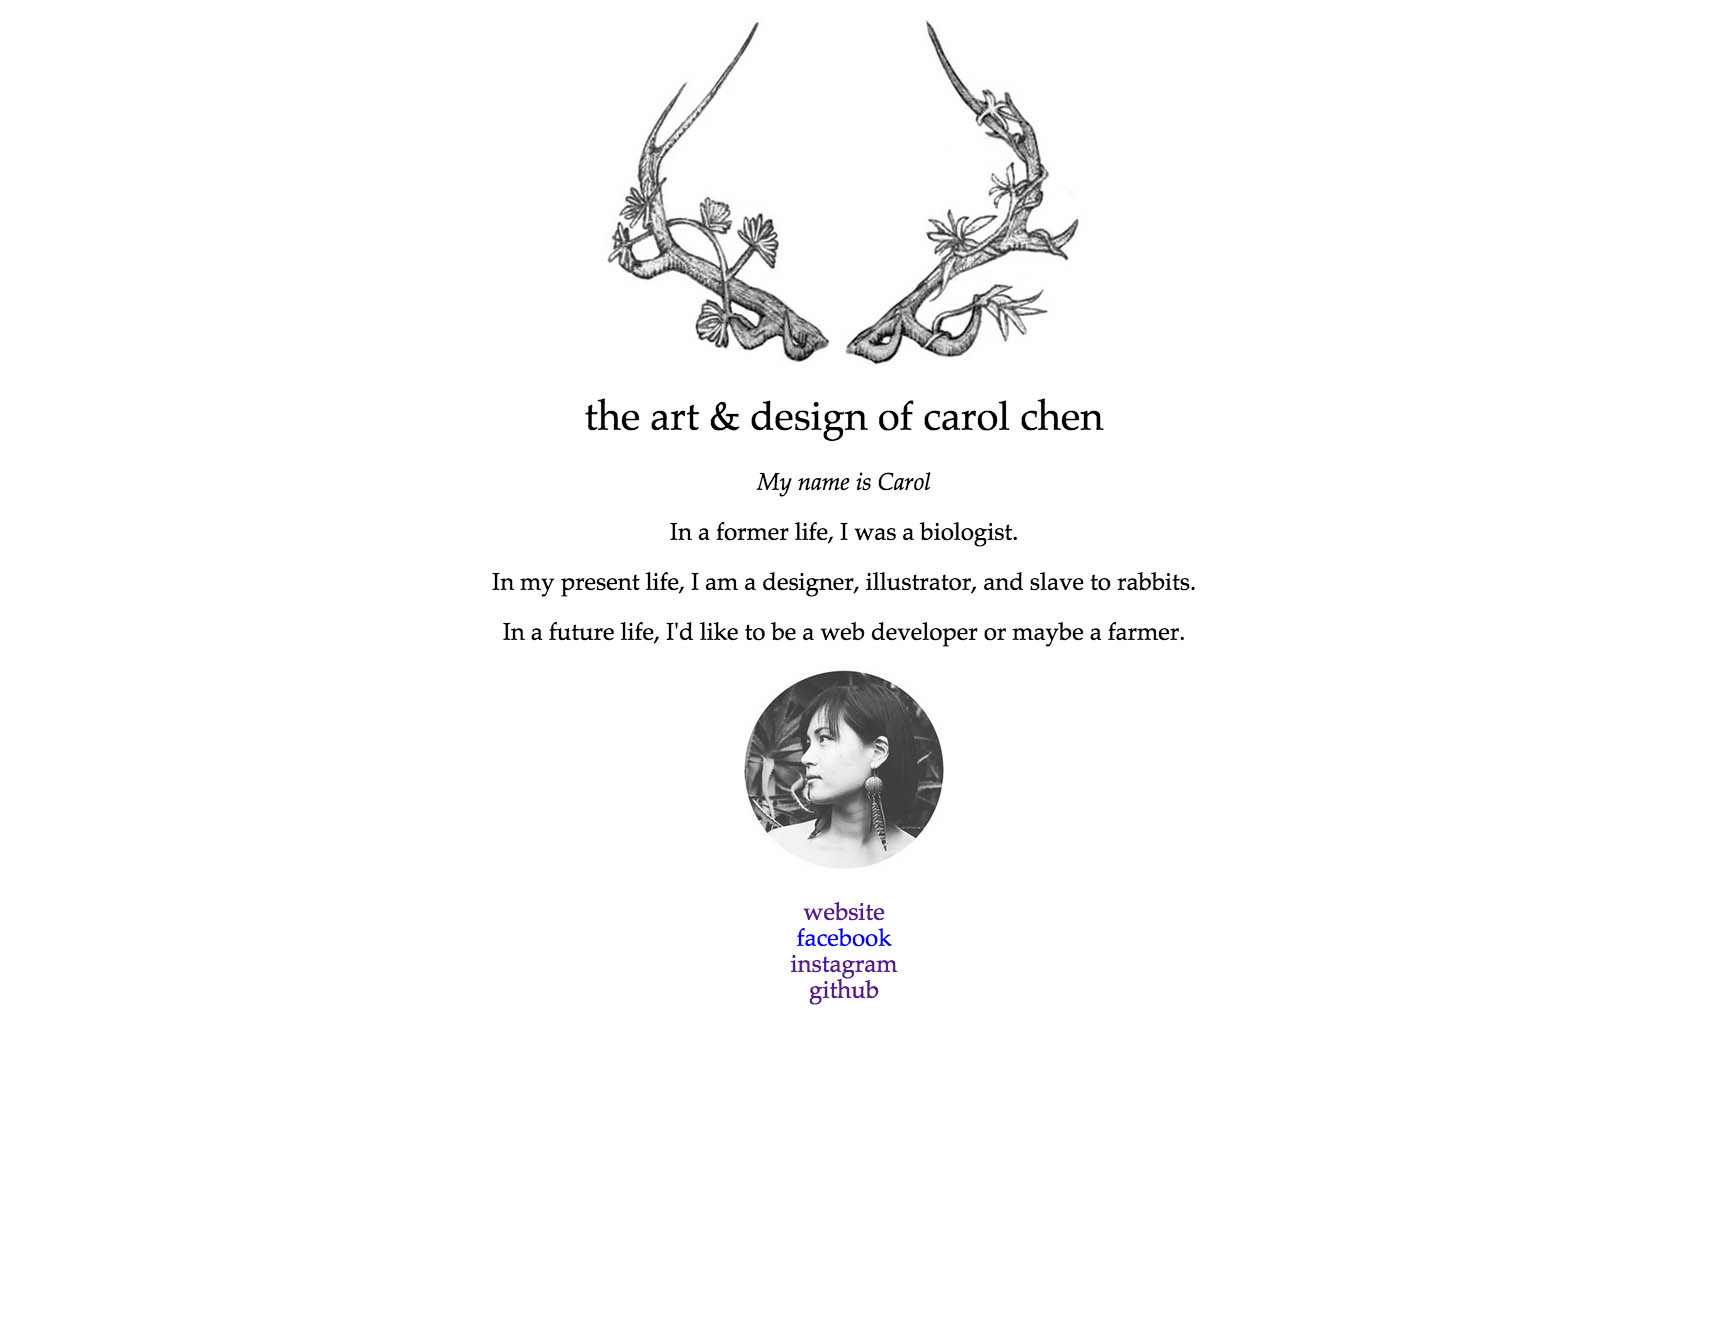 the art & design of carol chen
My name is Carol
In a former life, I was a biologist.
In my present life, I am a designer, illustrator, and slave to rabbits.
In a future life, I'd like to be a web developer or maybe a farmer.
website
facebook
instagram
github